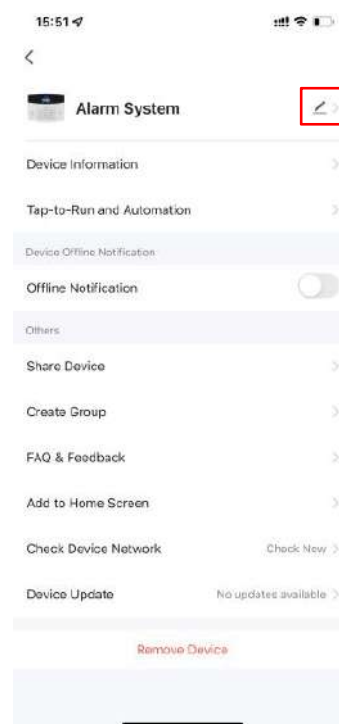 15:51
Alarm System
Device Information
Tap-to-Run and Automation
Device Offline Notification
Offline Notification
Others
Share Device
Create Group
FAQ & Feedback
Add to Home Screen
Check Device Network Check Now
Device Update No updates available
Remove Device